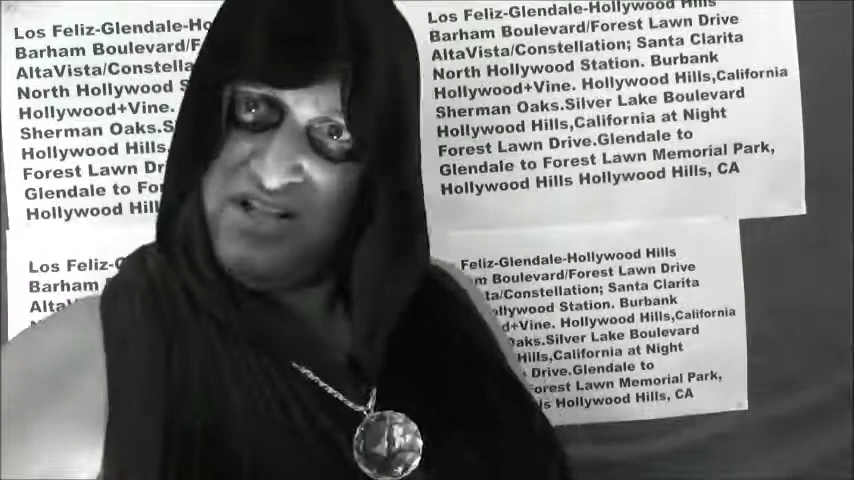 Los Feliz-Glendale-Ho
Barham Boulevard/F
AltaVista/Constella
North Hollywood S
Hollywood+Vine.
Sherman Oaks.S
Hollywood Hills,
Forest Lawn Dr
Glendale to Fo
Hollywood Hill
Los Feliz-Glendale-Hollywood Hills
Barham Boulevard/Forest Lawn Drive
AltaVista/Constellation; Santa Clarita
North Hollywood Station. Burbank
Hollywood+Vine. Hollywood Hills,California
Sherman Oaks.Silver Lake Boulevard
Hollywood Hills,California at Night
Forest Lawn Drive.Glendale to
Glendale to Forest Lawn Memorial Park,
Hollywood Hills Hollywood Hills, CA
Los Feliz-G
Barham
AltaV
Feliz-Glendale-Hollywood Hills
m Boulevard/Forest Lawn Drive
ta/Constellation; Santa Clarita
llywood Station. Burbank
d+Vine. Hollywood Hills,California
Oaks.Silver Lake Boulevard
Hills,California at Night
Drive.Glendale to
orest Lawn Memorial Park,
ls Hollywood Hills, CA